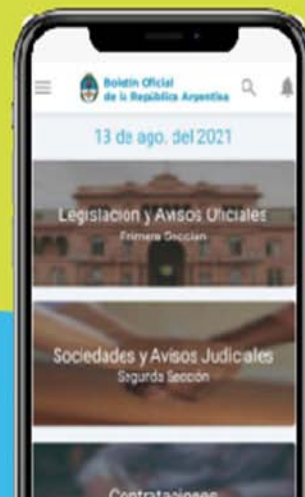 Boletín Oficial
de la República Argentina
13 de ago. del 2021
Legislación y Avisos Oficiales
Primera Sección
Sociedades y Avisos Judiciales
Segunda Sección
Contrataciones